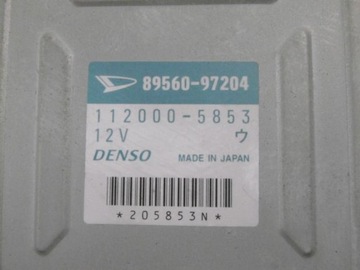 89560-97204
112000-5853
12V ウ
DENSO MADE IN JAPAN
*205853N*